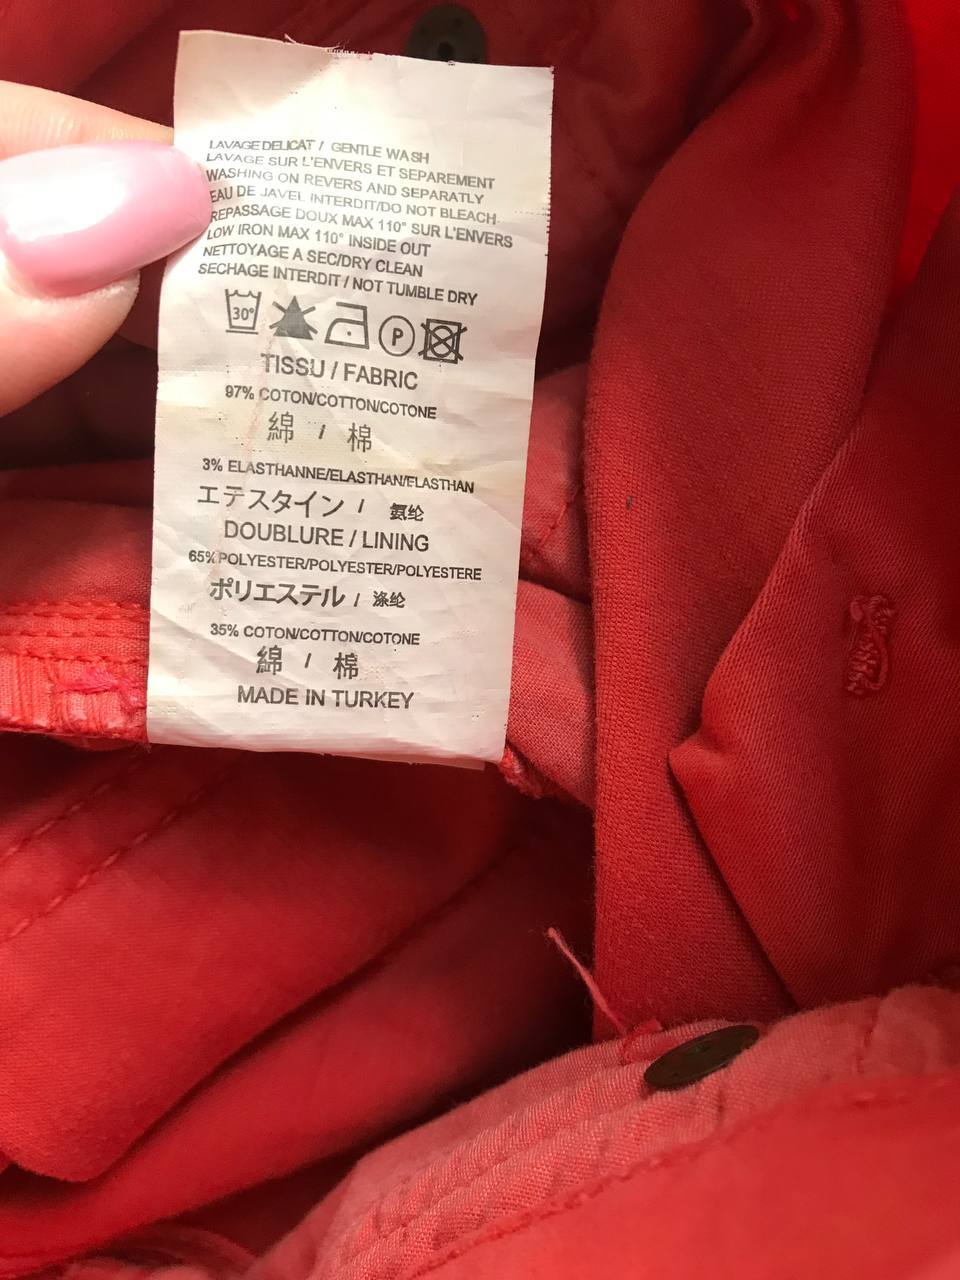 LAVAGE DELICAT / GENTLE WASH
LAVAGE SUR L'ENVERS ET SEPAREMENT
WASHING ON REVERS AND SEPARATLY
EAU DE JAVEL INTERDIT/DO NOT BLEACH
REPASSAGE DOUX MAX 110° SUR L'ENVERS
LOW IRON MAX 110° INSIDE OUT
NETTOYAGE A SEC/DRY CLEAN
SECHAGE INTERDIT / NOT TUMBLE DRY
30° P
TISSU / FABRIC
97% COTON/COTTON/COTONE
綿 / 棉
3% ELASTHANNE/ELASTHAN/ELASTHAN
エテスタイン / 氨纶
DOUBLURE / LINING
65% POLYESTER/POLYESTER/POLYESTERE
ポリエステル / 涤纶
35% COTON/COTTON/COTONE
綿 / 棉
MADE IN TURKEY